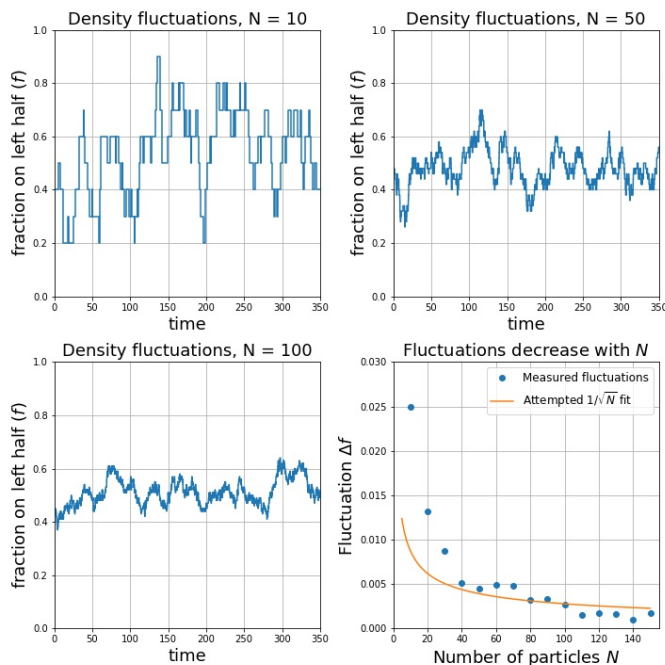 Density fluctuations, N = 10
1.0
0.8
0.6
0.4
0.2
0.0
fraction on left half (f)
0 50 100 150 200 250 300 350
time
Density fluctuations, N = 50
1.0
0.8
0.6
0.4
0.2
0.0
fraction on left half (f)
0 50 100 150 200 250 300 350
time
Density fluctuations, N = 100
1.0
0.8
0.6
0.4
0.2
0.0
fraction on left half (f)
0 50 100 150 200 250 300 350
time
Fluctuations decrease with N
0.030
0.025
0.020
0.015
0.010
0.005
0.000
Fluctuation Δf
Measured fluctuations
Attempted 1/√N fit
0 20 40 60 80 100 120 140
Number of particles N